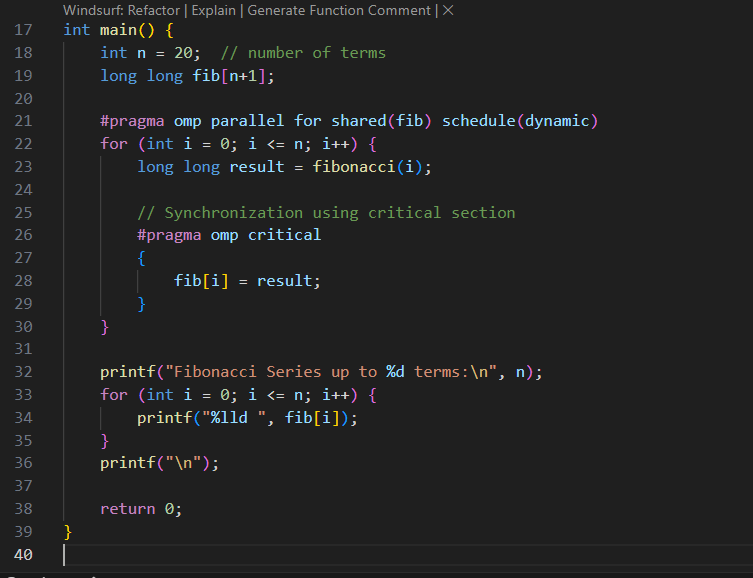 Windsurf: Refactor | Explain | Generate Function Comment | ×
17 int main() {
18     int n = 20;  // number of terms
19     long long fib[n+1];
20
21     #pragma omp parallel for shared(fib) schedule(dynamic)
22     for (int i = 0; i <= n; i++) {
23         long long result = fibonacci(i);
24
25         // Synchronization using critical section
26         #pragma omp critical
27         {
28             fib[i] = result;
29         }
30     }
31
32     printf("Fibonacci Series up to %d terms:\n", n);
33     for (int i = 0; i <= n; i++) {
34         printf("%lld ", fib[i]);
35     }
36     printf("\n");
37
38     return 0;
39 }
40